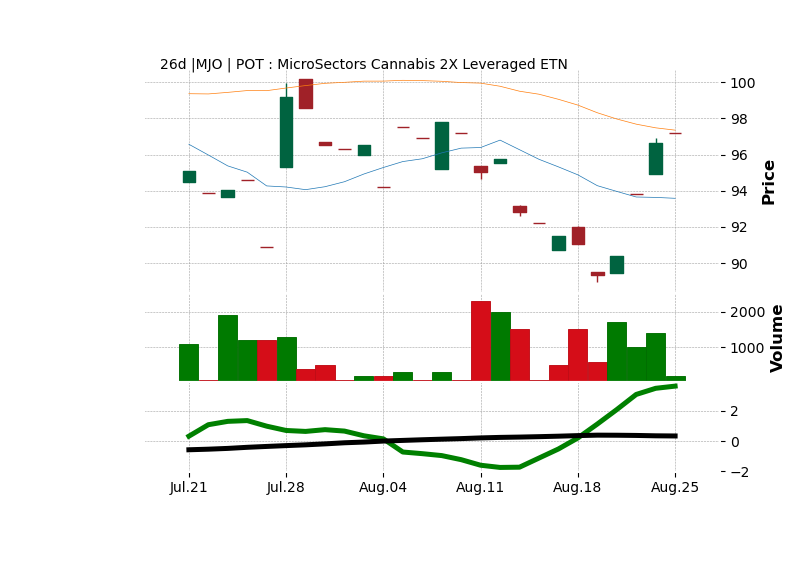 26d |MJO | POT : MicroSectors Cannabis 2X Leveraged ETN
100
98
96
94
92
90
Price
2000
1000
Volume
2
0
−2
Jul.21 Jul.28 Aug.04 Aug.11 Aug.18 Aug.25